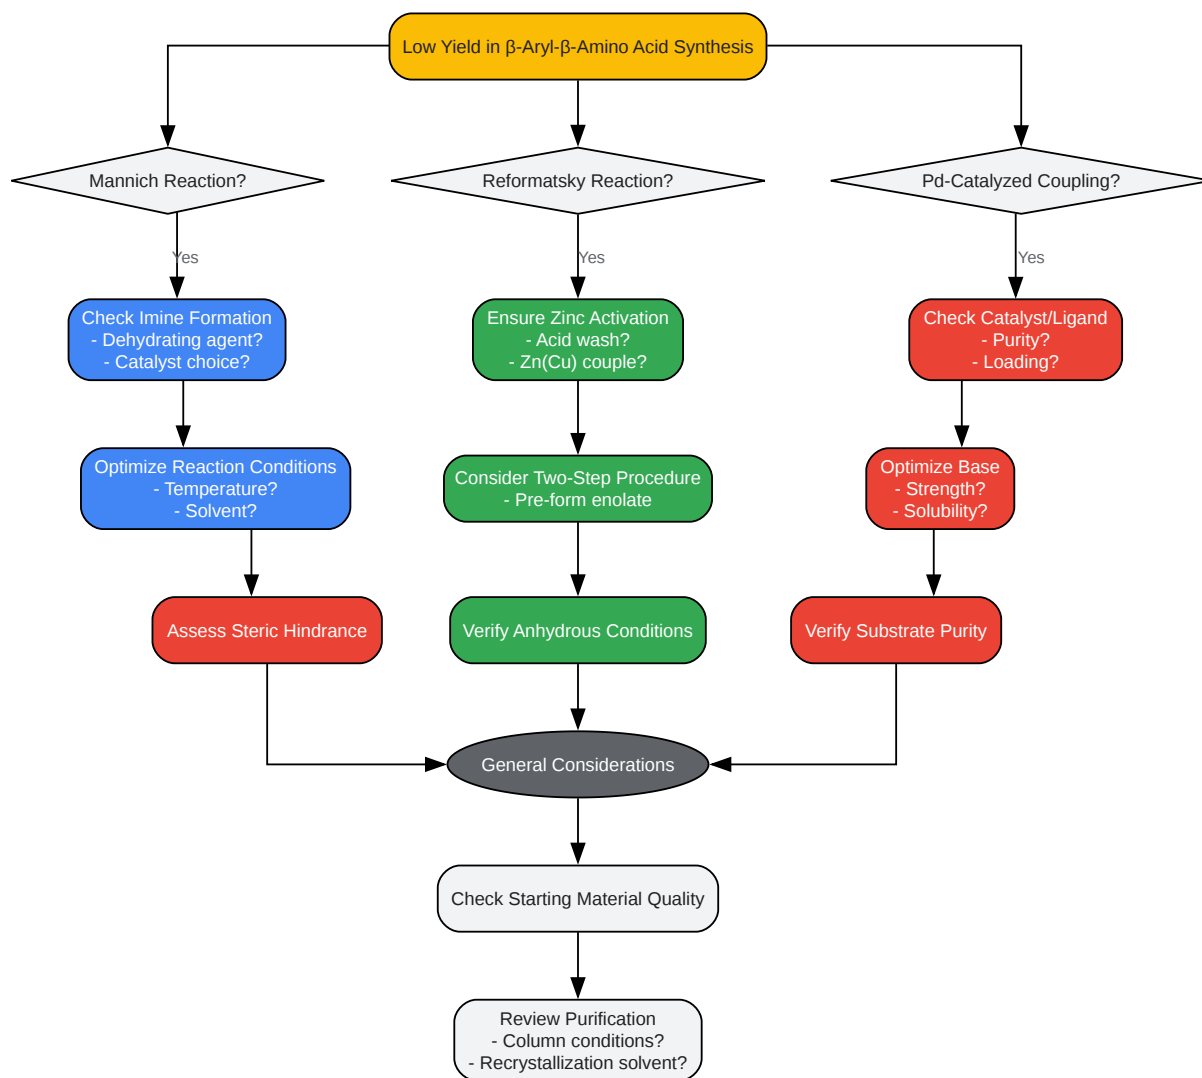 Low Yield in β-Aryl-β-Amino Acid Synthesis
Mannich Reaction?
Reformatsky Reaction?
Pd-Catalyzed Coupling?
Yes
Yes
Yes
Check Imine Formation
- Dehydrating agent?
- Catalyst choice?
Ensure Zinc Activation
- Acid wash?
- Zn(Cu) couple?
Check Catalyst/Ligand
- Purity?
- Loading?
Optimize Reaction Conditions
- Temperature?
- Solvent?
Consider Two-Step Procedure
- Pre-form enolate
Optimize Base
- Strength?
- Solubility?
Assess Steric Hindrance
Verify Anhydrous Conditions
Verify Substrate Purity
General Considerations
Check Starting Material Quality
Review Purification
- Column conditions?
- Recrystallization solvent?